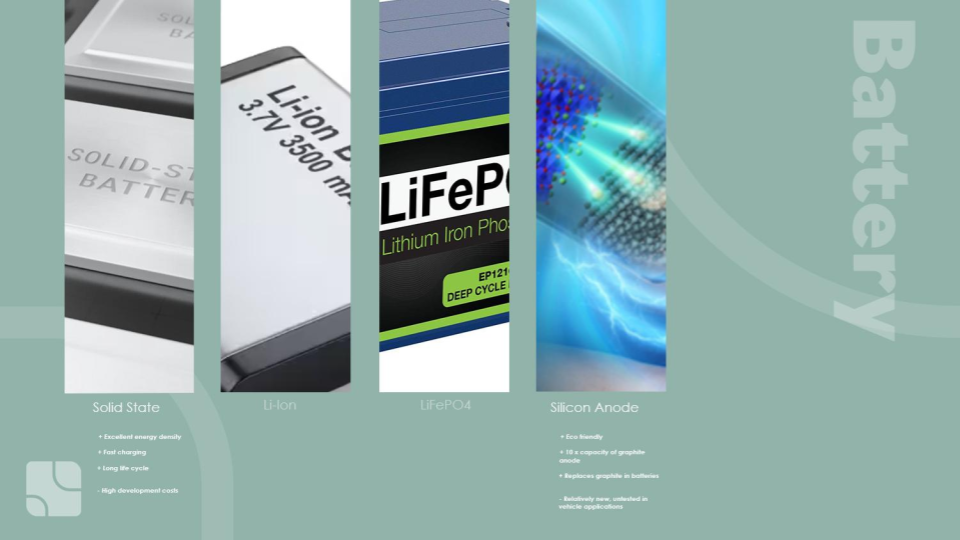 SOLID-ST
BATTER
Li-ion
3.7V 3500 mA
LiFePO
Lithium Iron Phos
EP121
DEEP CYCLE
Battery
Solid State
+ Excellent energy density
+ Fast charging
+ Long life cycle
- High development costs
Li-Ion
LiFePO4
Silicon Anode
+ Eco friendly
+ 10 x capacity of graphite
anode
+ Replaces graphite in batteries
- Relatively new, untested in
vehicle applications